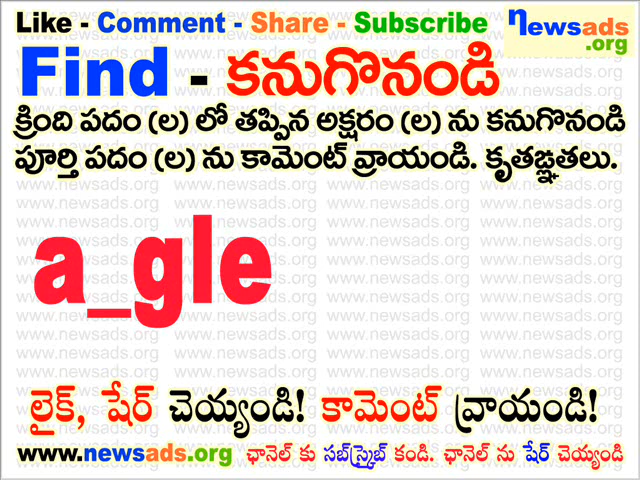 Like - Comment - Share - Subscribe
newsads
.org
Find - కనుగొనండి
క్రింది పదం (ల) లో తప్పిన అక్షరం (ల) ను కనుగొనండి
పూర్తి పదం (ల) ను కామెంట్ వ్రాయండి. కృతజ్ఞతలు.
a_gle
లైక్, షేర్ చెయ్యండి! కామెంట్ వ్రాయండి!
www.newsads.org ఛానెల్ కు సబ్‌స్క్రైబ్ కండి. ఛానెల్ ను షేర్ చెయ్యండి